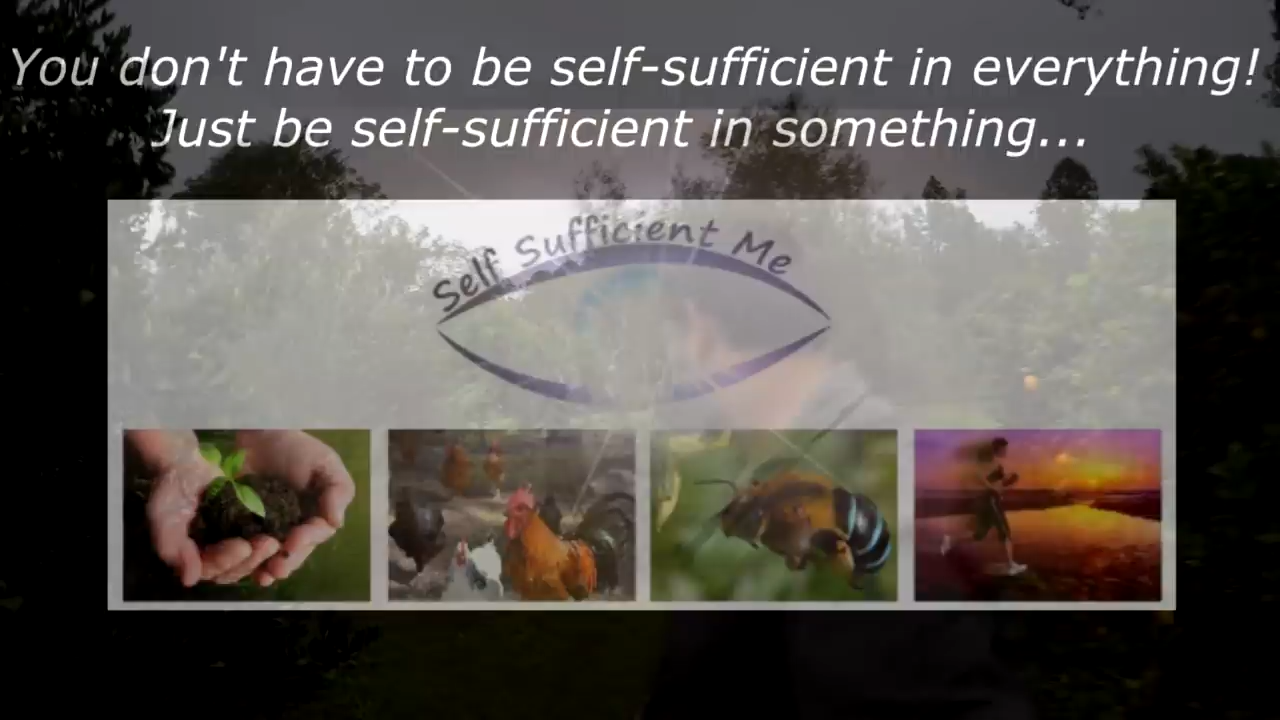 You don't have to be self-sufficient in everything!
Just be self-sufficient in something...
Self Sufficient Me